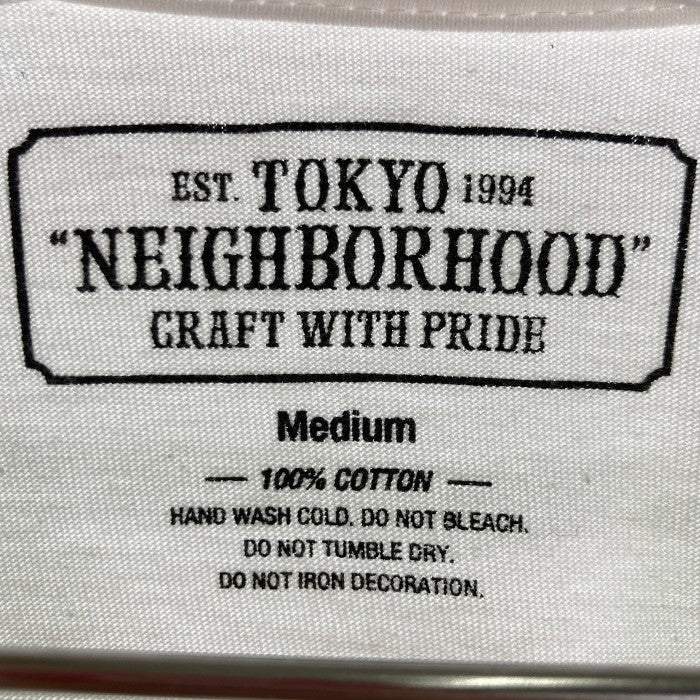 EST. TOKYO 1994
“NEIGHBORHOOD”
CRAFT WITH PRIDE
Medium
— 100% COTTON —
HAND WASH COLD. DO NOT BLEACH.
DO NOT TUMBLE DRY.
DO NOT IRON DECORATION.